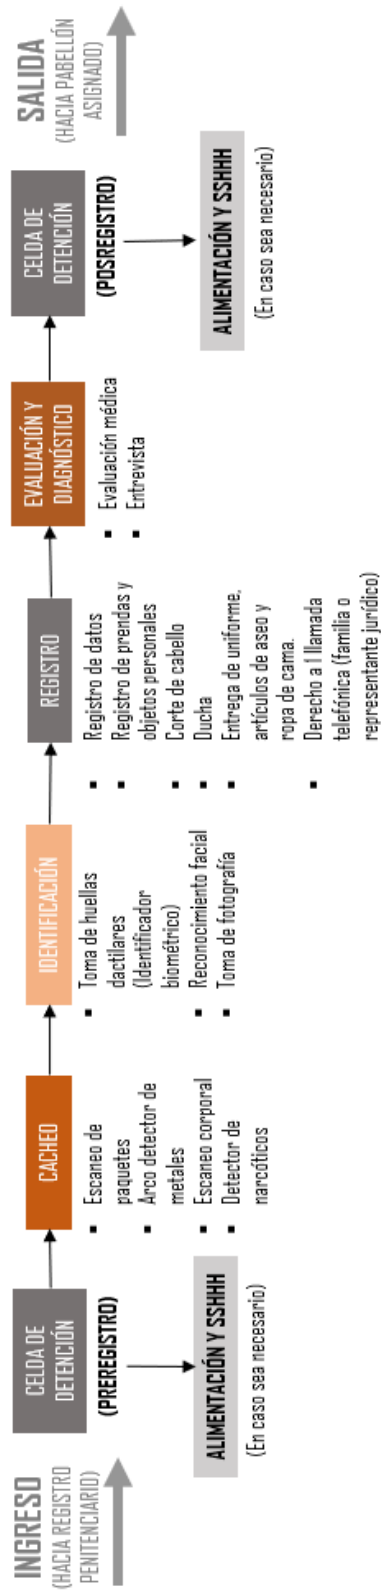 INGRESO
(HACIA REGISTRO
PENITENCIARIO)
CELDA DE
DETENCIÓN
(PREREGISTRO)
ALIMENTACIÓN Y SSHHH
(En caso sea necesario)
CACHEO
▪ Escaneo de
paquetes
▪ Arco detector de
metales
▪ Escaneo corporal
▪ Detector de
narcóticos
IDENTIFICACIÓN
▪ Toma de huellas
dactilares
(Identificador
biométrico)
▪ Reconocimiento facial
▪ Toma de fotografía
REGISTRO
▪ Registro de datos
▪ Registro de prendas y
objetos personales
▪ Corte de cabello
▪ Ducha
▪ Entrega de uniforme,
artículos de aseo y
ropa de cama.
▪ Derecho a 1 llamada
telefónica (familia o
representante jurídico)
EVALUACIÓN Y
DIAGNÓSTICO
▪ Evaluación médica
▪ Entrevista
CELDA DE
DETENCIÓN
(POSREGISTRO)
ALIMENTACIÓN Y SSHHH
(En caso sea necesario)
SALIDA
(HACIA PABELLÓN
ASIGNADO)